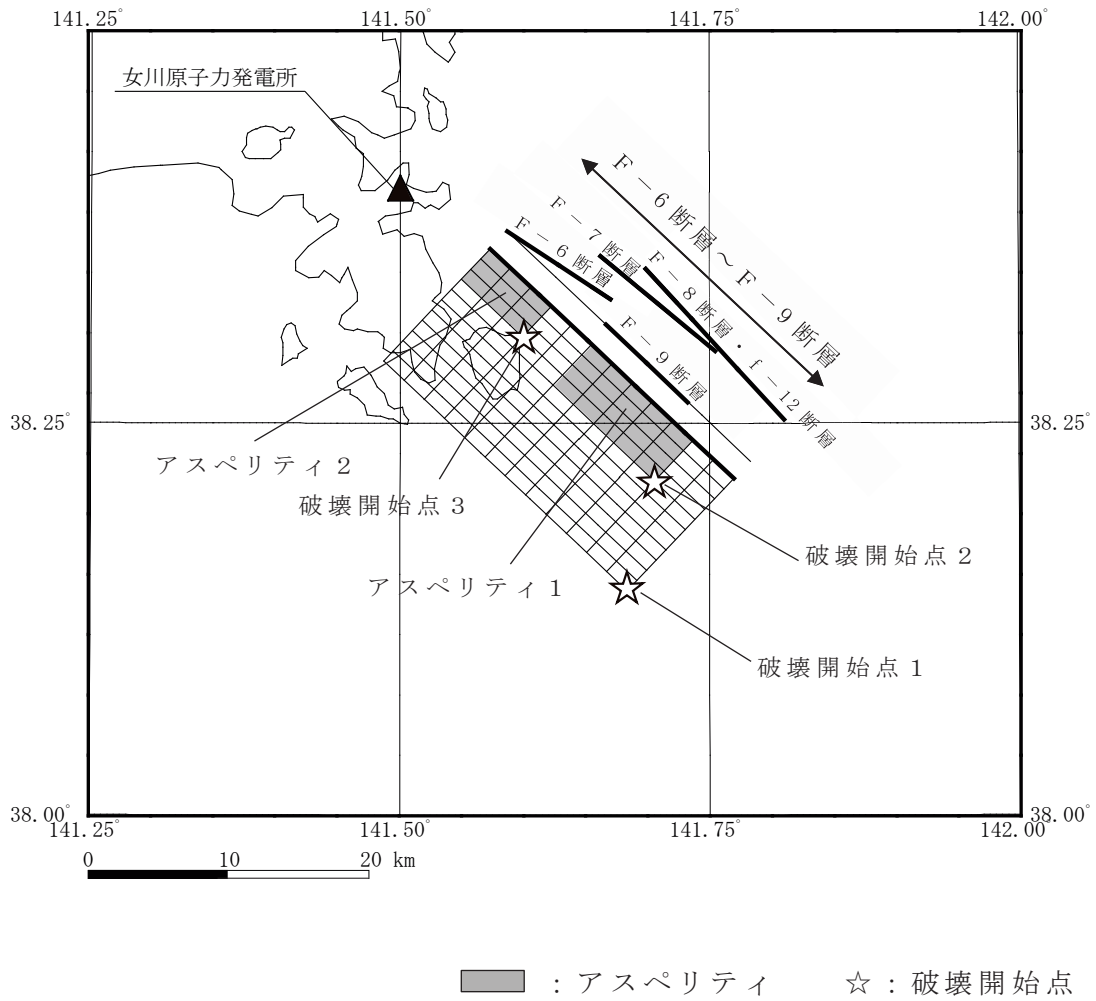 141.25° 141.50° 141.75° 142.00°
女川原子力発電所
F－6断層～F－9断層
F－7断層
F－6断層
F－8断層・f－12断層
F－9断層
38.25° 38.25°
アスペリティ2
破壊開始点3
破壊開始点2
アスペリティ1
破壊開始点1
38.00° 38.00°
141.25° 141.50° 141.75° 142.00°
0 10 20 km
：アスペリティ ☆：破壊開始点